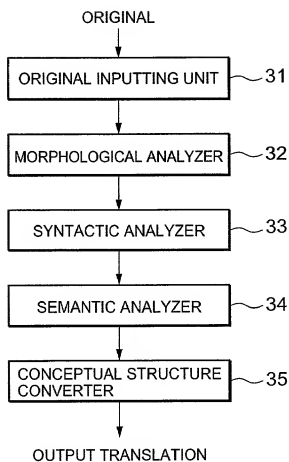 ORIGINAL
ORIGINAL INPUTTING UNIT 31
MORPHOLOGICAL ANALYZER 32
SYNTACTIC ANALYZER 33
SEMANTIC ANALYZER 34
CONCEPTUAL STRUCTURE
CONVERTER 35
OUTPUT TRANSLATION